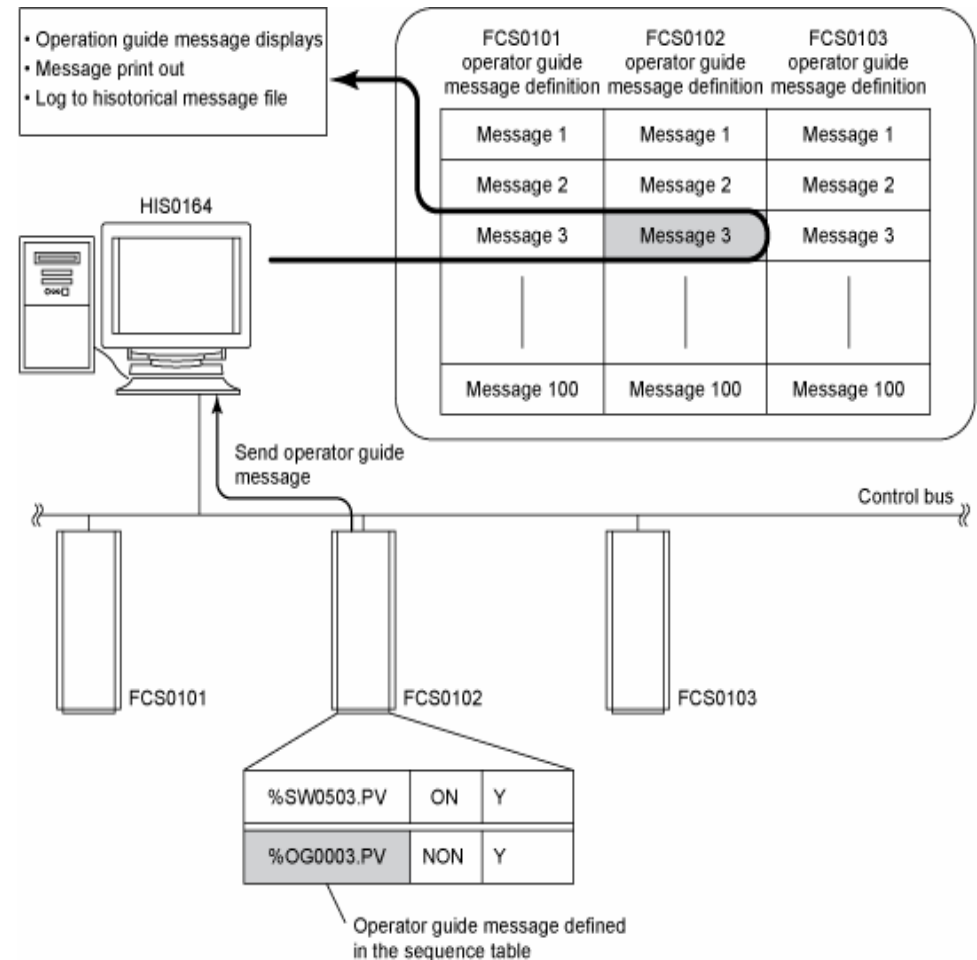 • Operation guide message displays
• Message print out
• Log to hisotorical message file
FCS0101
operator guide
message definition
FCS0102
operator guide
message definition
FCS0103
operator guide
message definition
Message 1
Message 1
Message 1
Message 2
Message 2
Message 2
Message 3
Message 3
Message 3
Message 100
Message 100
Message 100
HIS0164
Send operator guide
message
Control bus
FCS0101
FCS0102
FCS0103
%SW0503.PV ON Y
%OG0003.PV NON Y
Operator guide message defined
in the sequence table